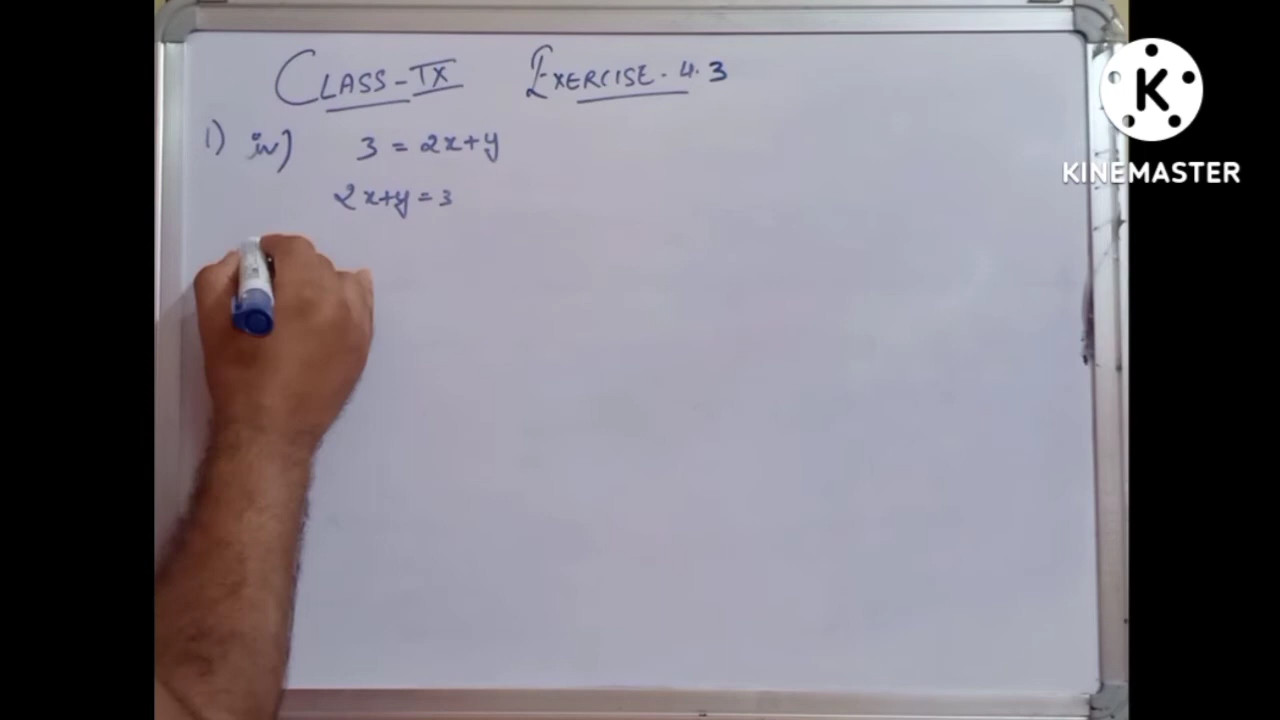 CLASS-IX EXERCISE. 4.3
1) iv) 3 = 2x+y
2x+y = 3
K
KINEMASTER